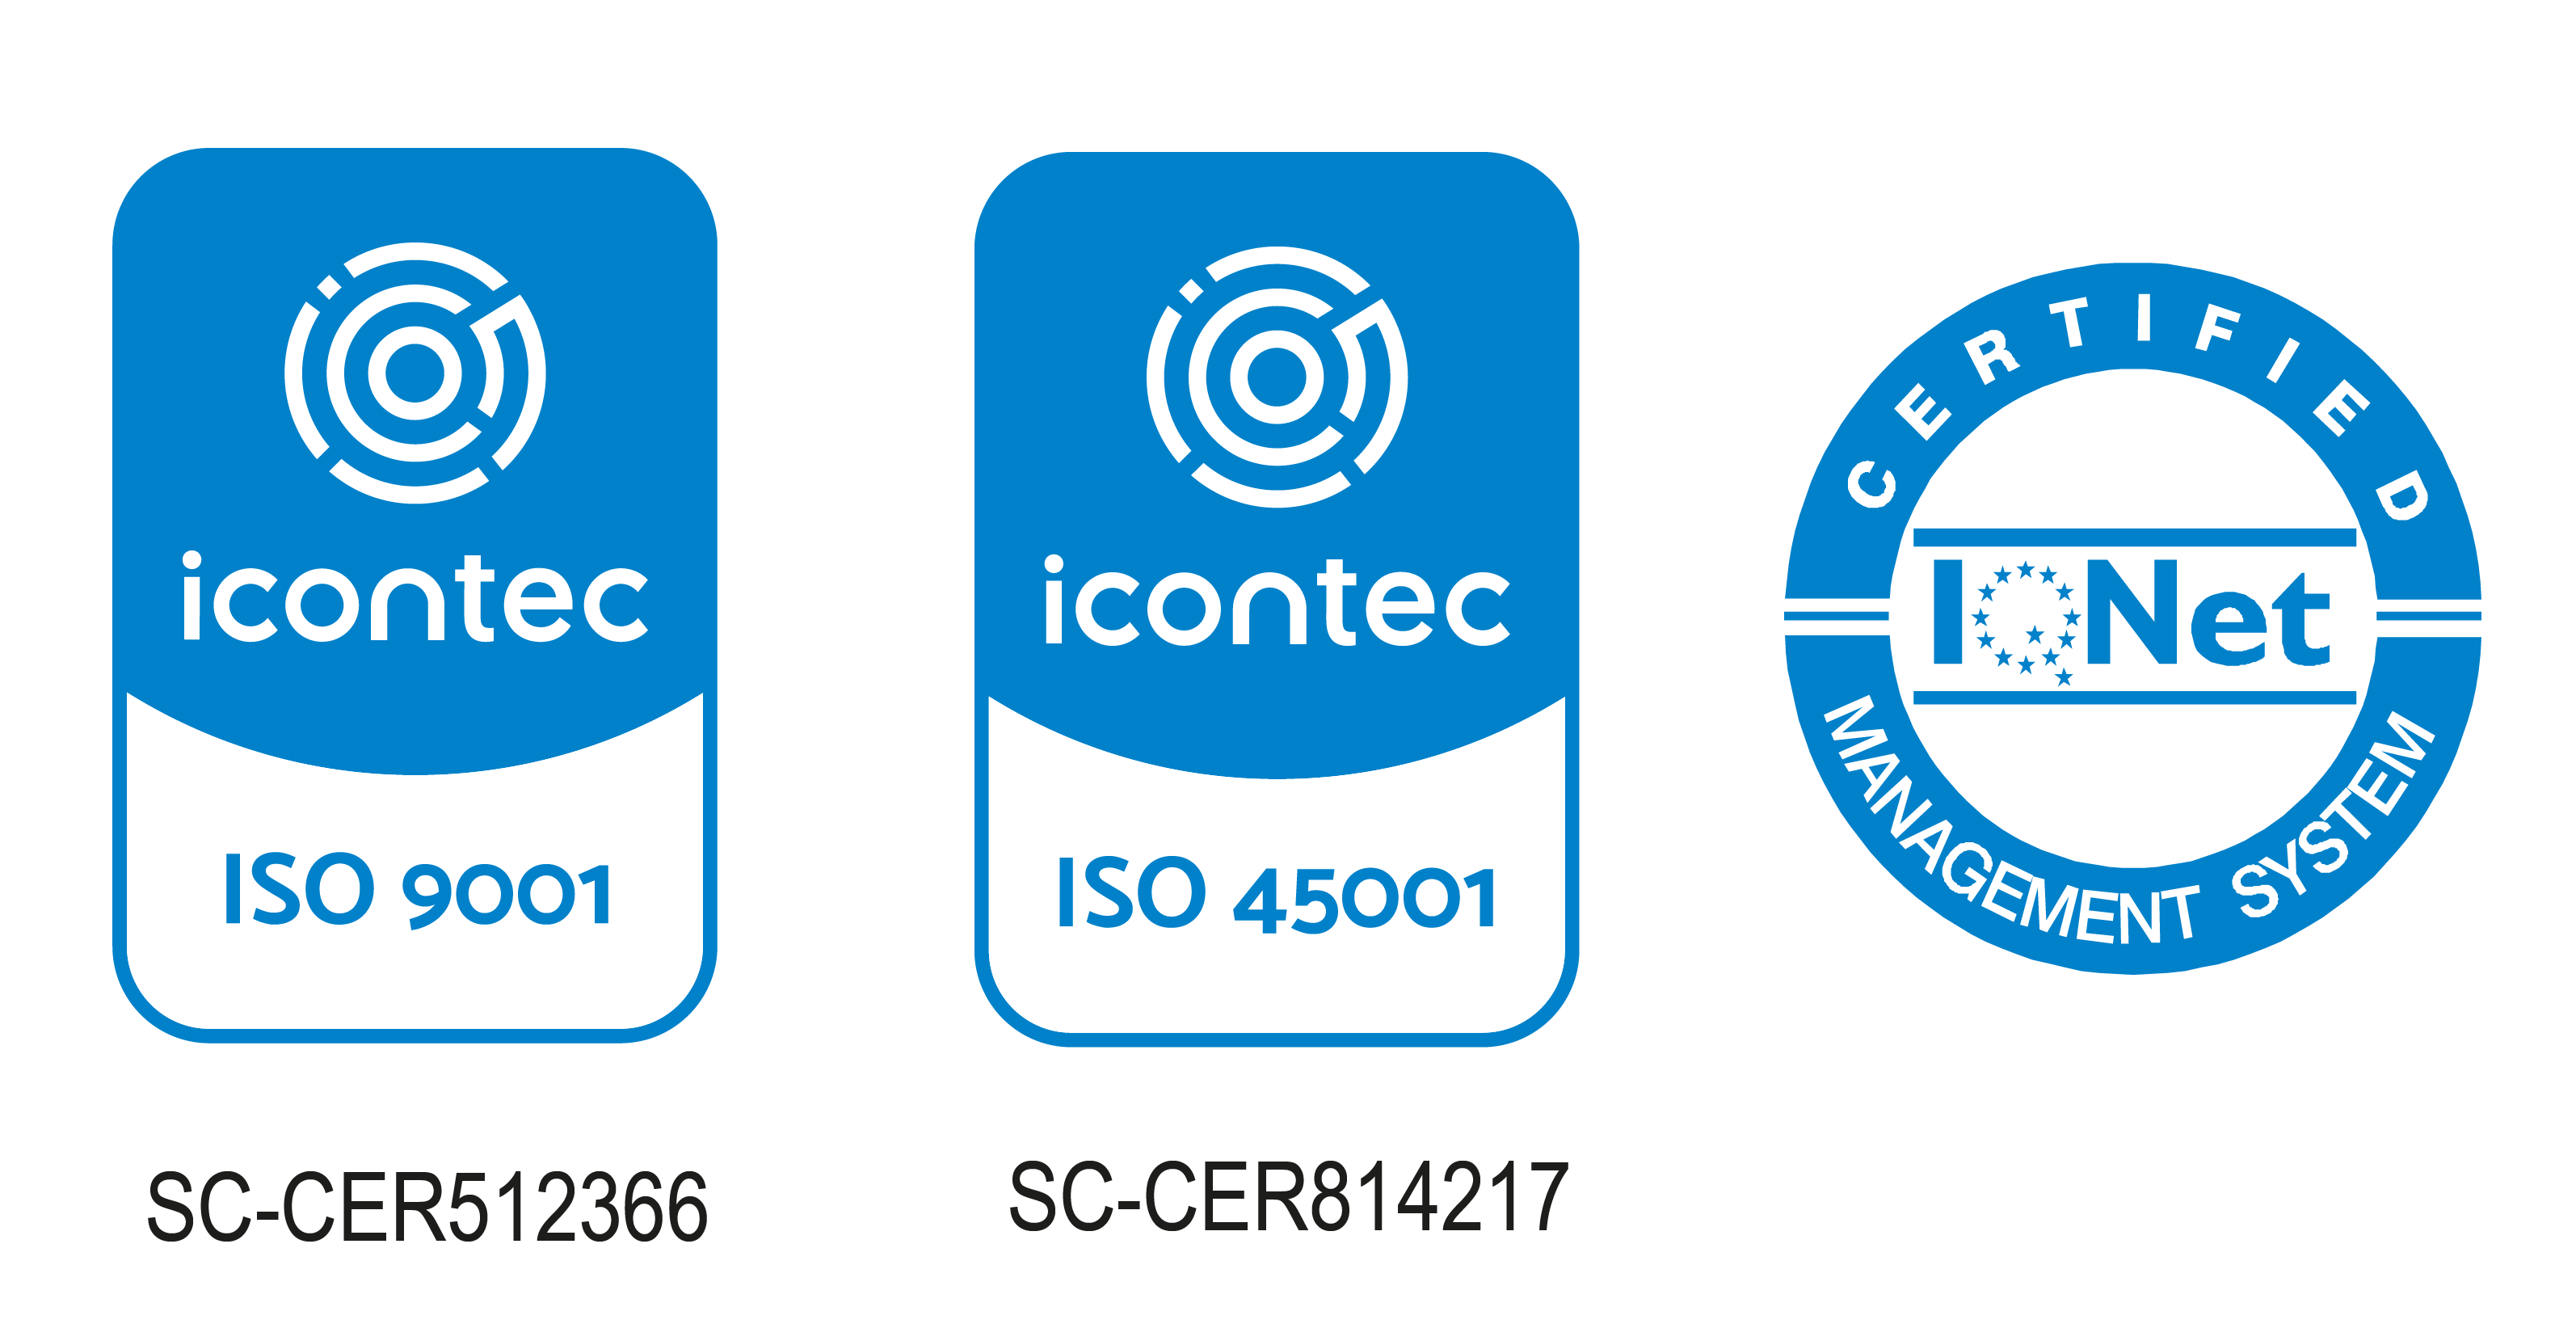 icontec
ISO 9001
SC-CER512366
icontec
ISO 45001
SC-CER814217
CERTIFIED
IQNet
MANAGEMENT SYSTEM